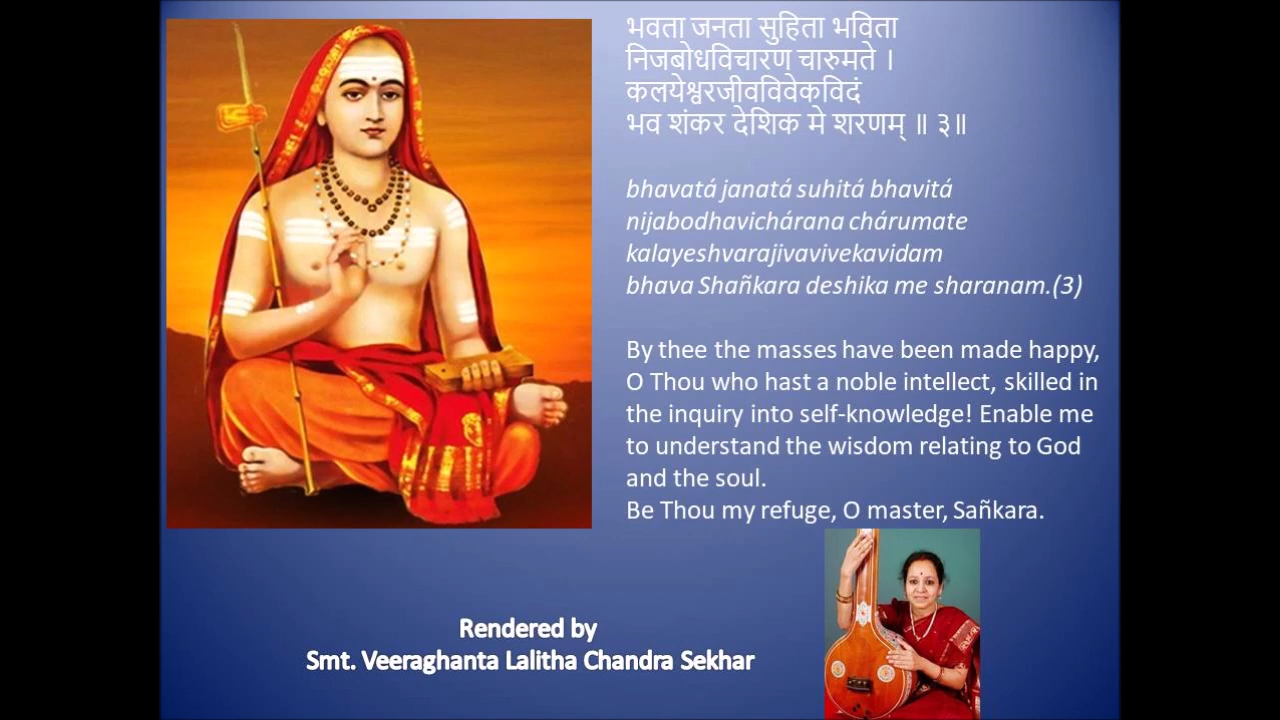 भवता जनता सुहिता भविता
निजबोधविचारण चारुमते ।
कलयेश्वरजीवविवेकविदं
भव शंकर देशिक मे शरणम् ॥ ३॥
bhavatá janatá suhitá bhavitá
nijabodhavichárana chárumate
kalayeshvarajivavivekavidam
bhava Shañkara deshika me sharanam.(3)
By thee the masses have been made happy,
O Thou who hast a noble intellect, skilled in
the inquiry into self-knowledge! Enable me
to understand the wisdom relating to God
and the soul.
Be Thou my refuge, O master, Sañkara.
Rendered by
Smt. Veeraghanta Lalitha Chandra Sekhar